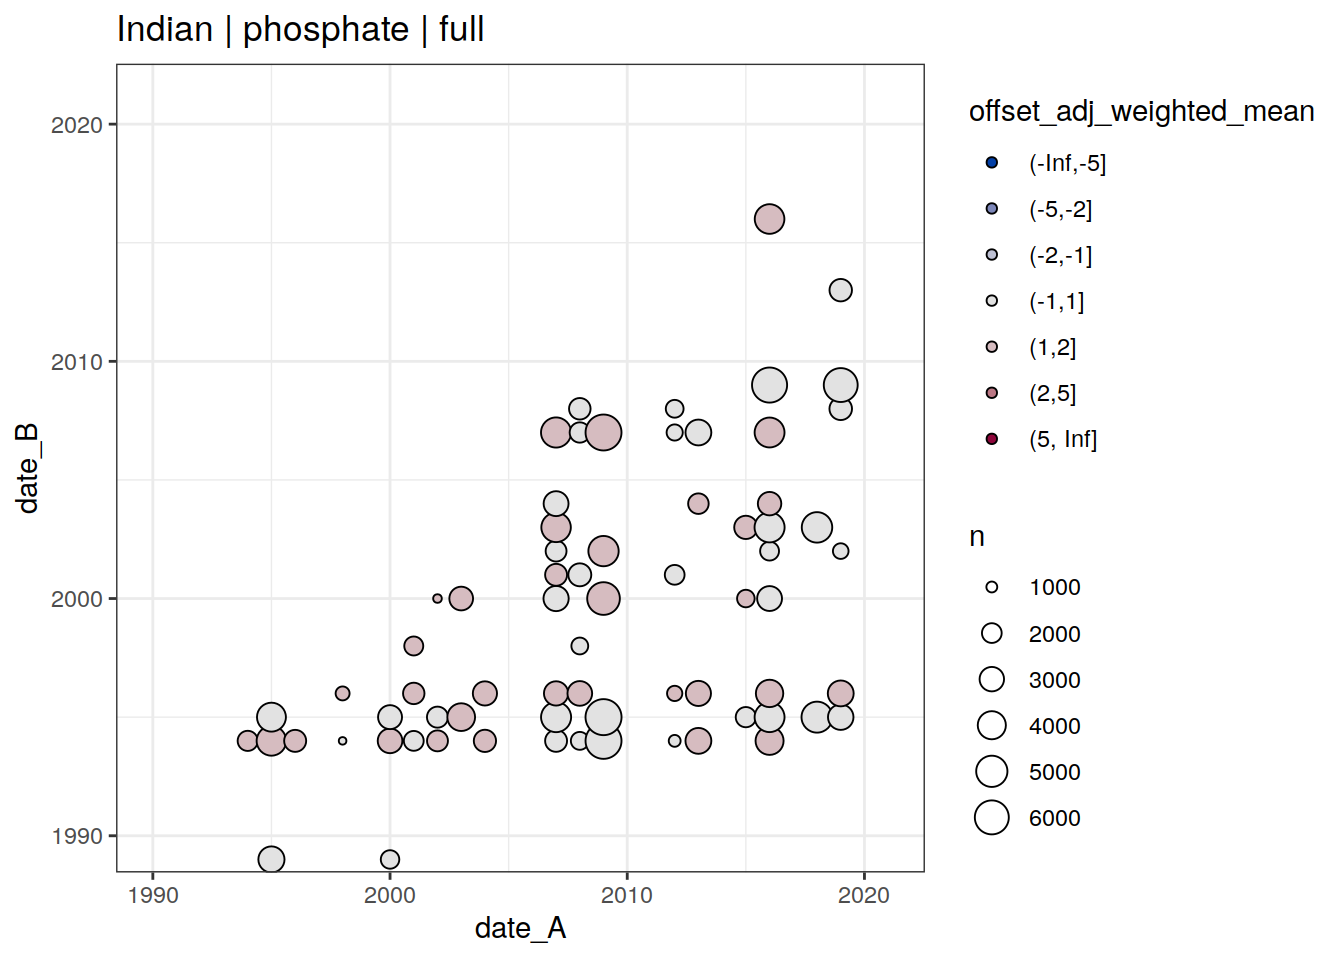 Indian | phosphate | full
date_B
2020
2010
2000
1990
1990
2000
2010
2020
date_A
offset_adj_weighted_mean
(-Inf,-5]
(-5,-2]
(-2,-1]
(-1,1]
(1,2]
(2,5]
(5, Inf]
n
1000
2000
3000
4000
5000
6000